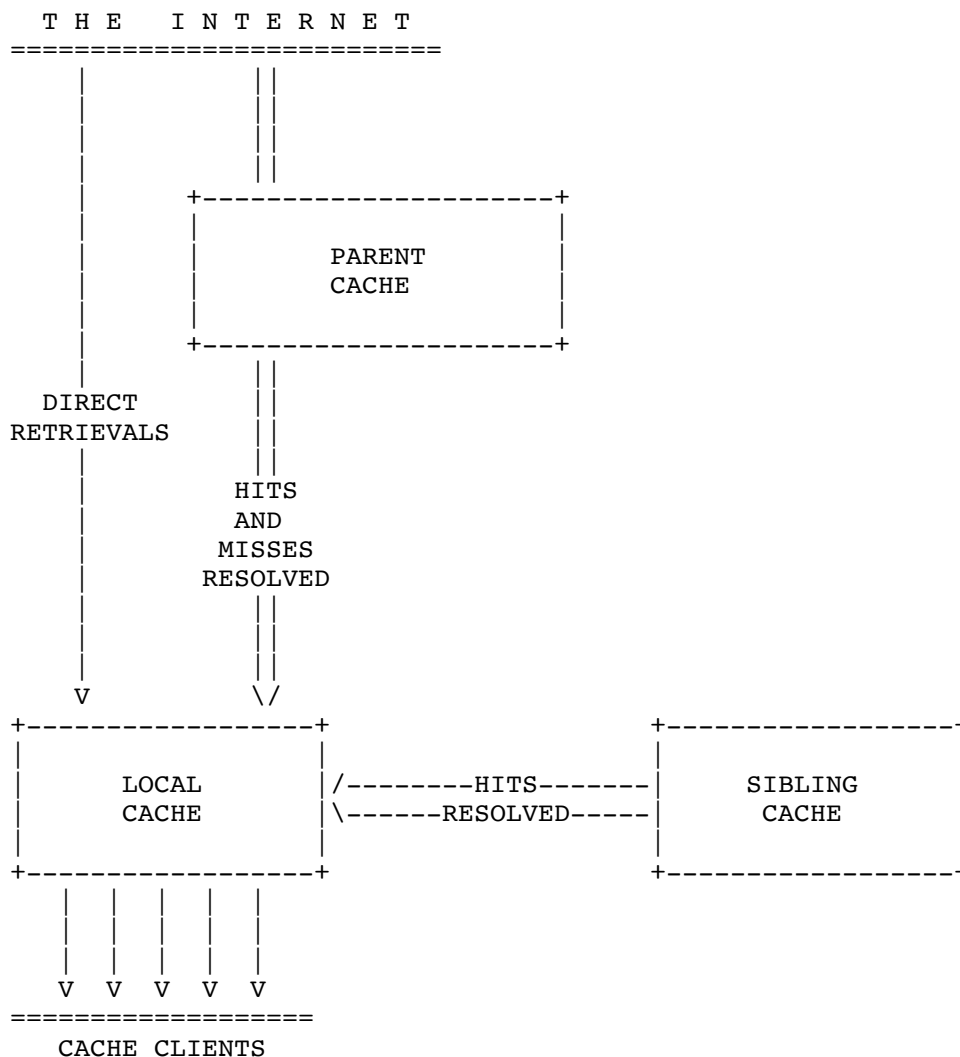 T H E   I N T E R N E T
PARENT
CACHE
DIRECT
RETRIEVALS
HITS
AND
MISSES
RESOLVED
LOCAL
CACHE
HITS
RESOLVED
SIBLING
CACHE
CACHE CLIENTS